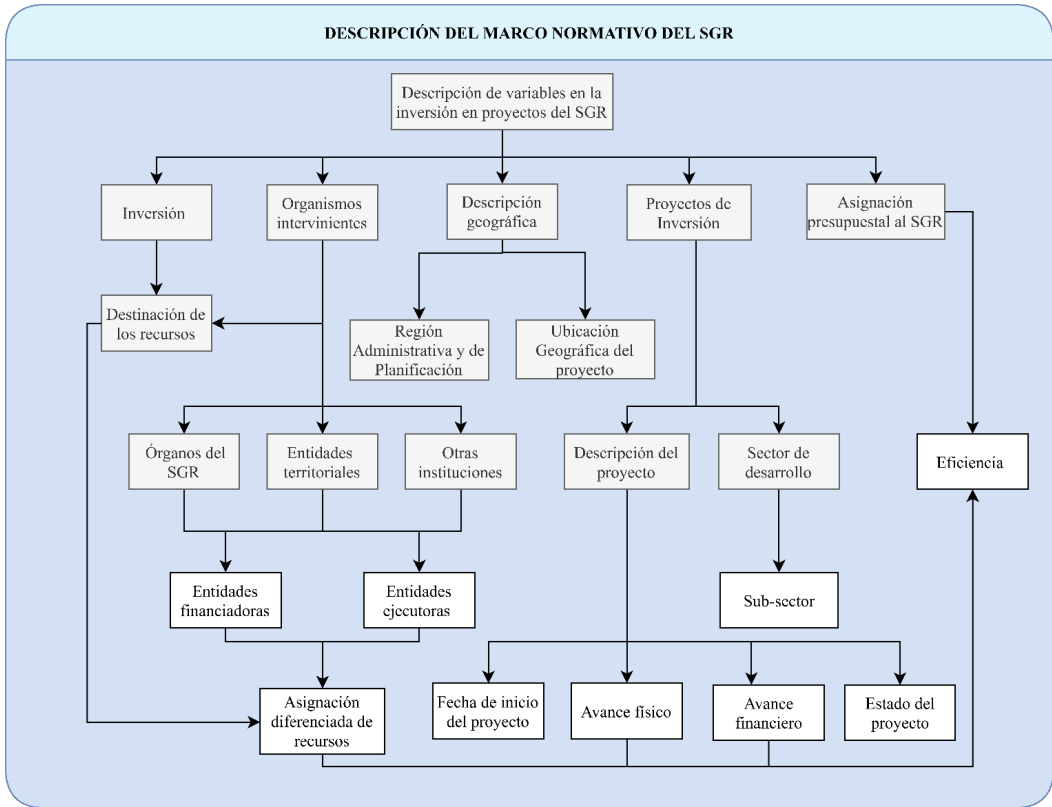 DESCRIPCIÓN DEL MARCO NORMATIVO DEL SGR
Descripción de variables en la
inversión en proyectos del SGR
Inversión
Organismos
intervinientes
Descripción
geográfica
Proyectos de
Inversión
Asignación
presupuestal al SGR
Destinación de
los recursos
Región
Administrativa y de
Planificación
Ubicación
Geográfica del
proyecto
Órganos del
SGR
Entidades
territoriales
Otras
instituciones
Descripción del
proyecto
Sector de
desarrollo
Eficiencia
Entidades
financiadoras
Entidades
ejecutoras
Sub-sector
Asignación
diferenciada de
recursos
Fecha de inicio
del proyecto
Avance físico
Avance
financiero
Estado del
proyecto